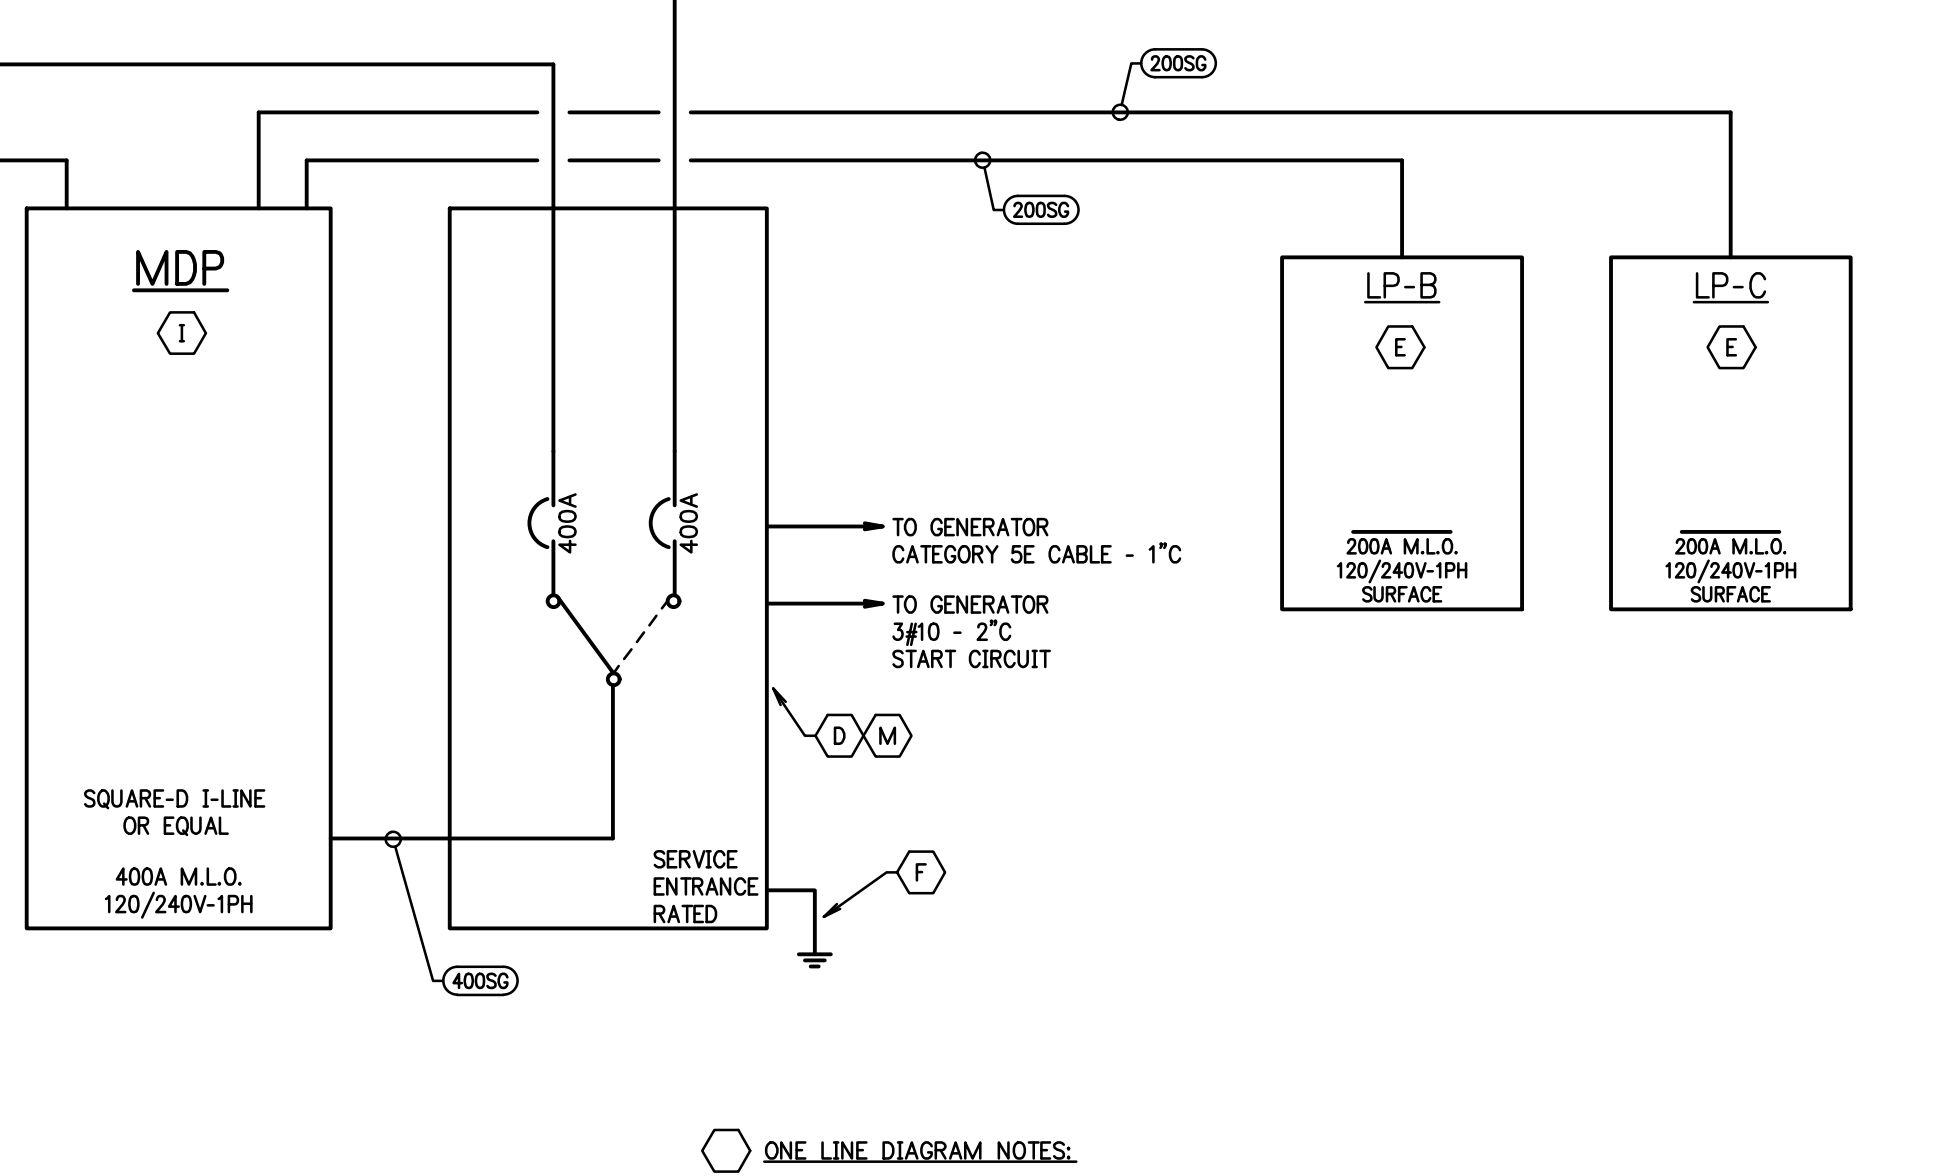 200SG
200SG
MDP
I
LP-B
E
LP-C
E
400A
400A
TO GENERATOR
CATEGORY 5E CABLE - 1"C
TO GENERATOR
3#10 - 2"C
START CIRCUIT
200A M.L.O.
120/240V-1PH
SURFACE
200A M.L.O.
120/240V-1PH
SURFACE
D
M
SQUARE-D I-LINE
OR EQUAL
400A M.L.O.
120/240V-1PH
SERVICE
ENTRANCE
RATED
F
400SG
ONE LINE DIAGRAM NOTES: